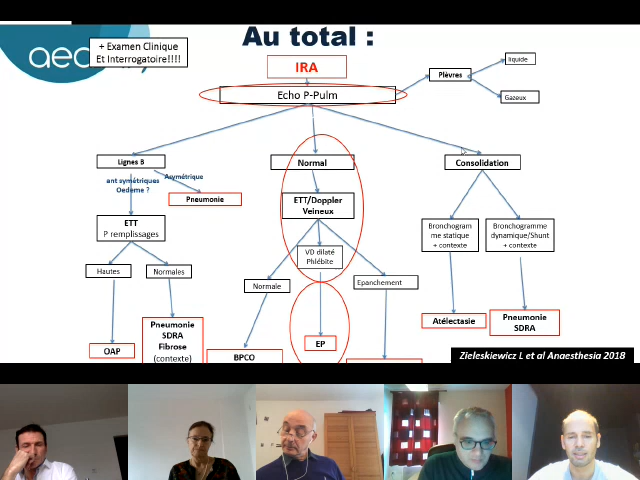 Au total :
aec
+ Examen Clinique
Et Interrogatoire!!!!
IRA
Echo P-Pulm
Plèvres
liquide
Gazeux
Lignes B
Normal
Consolidation
ant symétriques
Oedème ?
Asymétrique
Pneumonie
ETT
P remplissages
ETT/Doppler
Veineux
Bronchogram
me statique
+ contexte
Bronchogramme
dynamique/Shunt
+ contexte
VD dilaté
Phlébite
Hautes
Normales
Normale
Epanchement
OAP
Pneumonie
SDRA
Fibrose
(contexte)
BPCO
EP
Atélectasie
Pneumonie
SDRA
Zieleskiewicz L et al Anaesthesia 2018